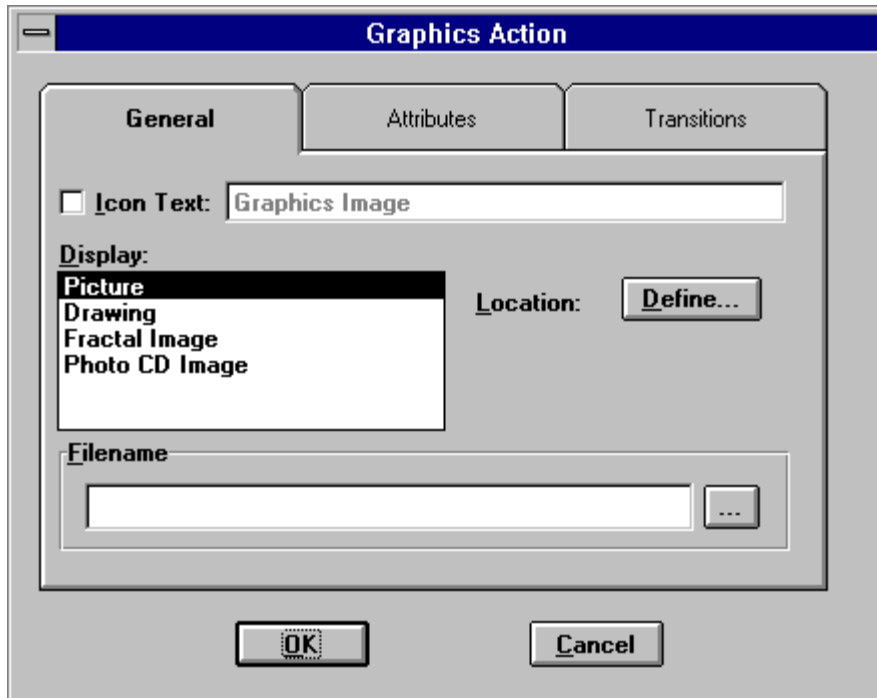 Graphics Action
General Attributes Transitions
Icon Text: Graphics Image
Display:
Picture
Drawing
Fractal Image
Photo CD Image
Location: Define...
Filename
...
OK Cancel